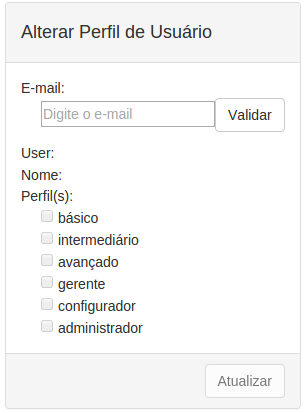 Alterar Perfil de Usuário
E-mail:
Digite o e-mail Validar
User:
Nome:
Perfil(s):
básico
intermediário
avançado
gerente
configurador
administrador
Atualizar